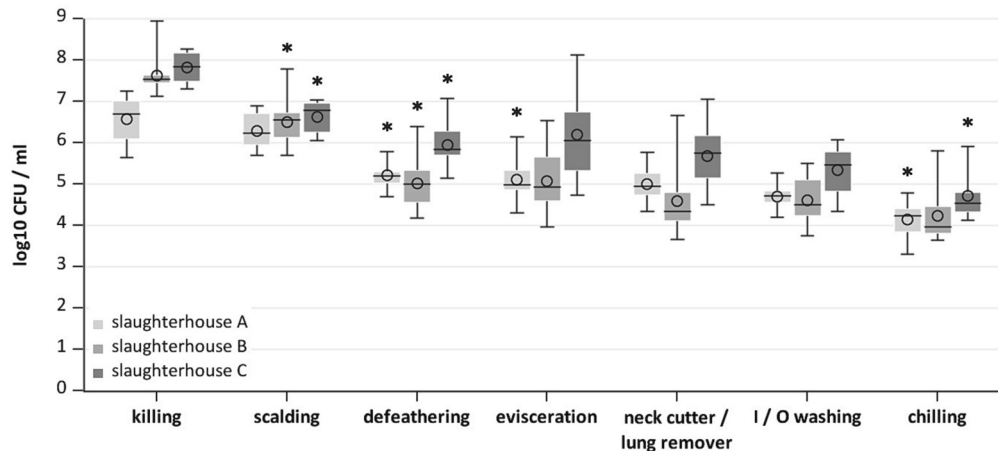 log10 CFU / ml
9
8
7
6
5
4
3
2
1
0
*
*
*
*
*
*
*
*
slaughterhouse A
slaughterhouse B
slaughterhouse C
killing
scalding
defeathering
evisceration
neck cutter /
lung remover
I / O washing
chilling